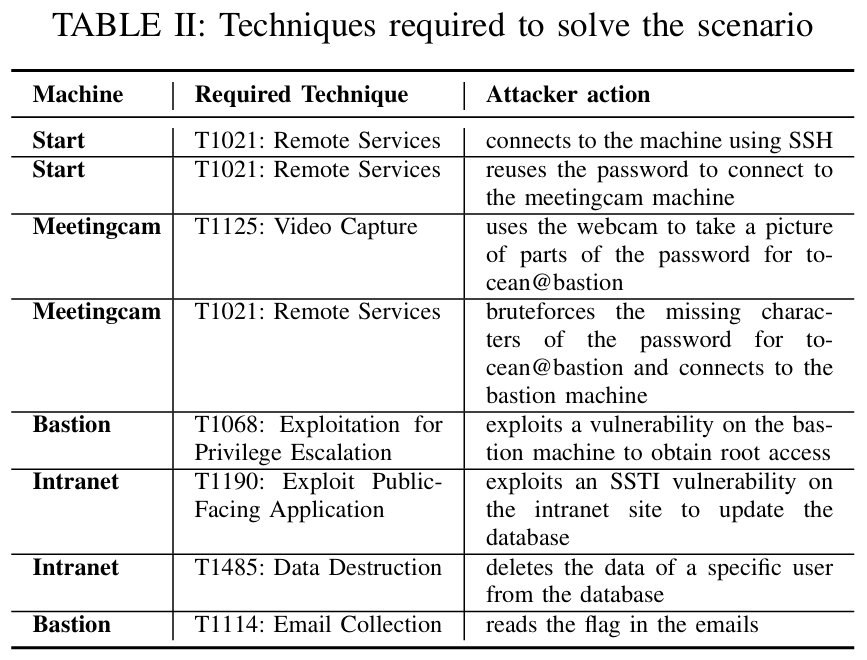 TABLE II: Techniques required to solve the scenario
Machine Required Technique Attacker action
Start T1021: Remote Services connects to the machine using SSH
Start T1021: Remote Services reuses the password to connect to
the meetingcam machine
Meetingcam T1125: Video Capture uses the webcam to take a picture
of parts of the password for to-
cean@bastion
Meetingcam T1021: Remote Services bruteforces the missing charac-
ters of the password for to-
cean@bastion and connects to the
bastion machine
Bastion T1068: Exploitation for exploits a vulnerability on the bas-
Privilege Escalation tion machine to obtain root access
Intranet T1190: Exploit Public- exploits an SSTI vulnerability on
Facing Application the intranet site to update the
database
Intranet T1485: Data Destruction deletes the data of a specific user
from the database
Bastion T1114: Email Collection reads the flag in the emails